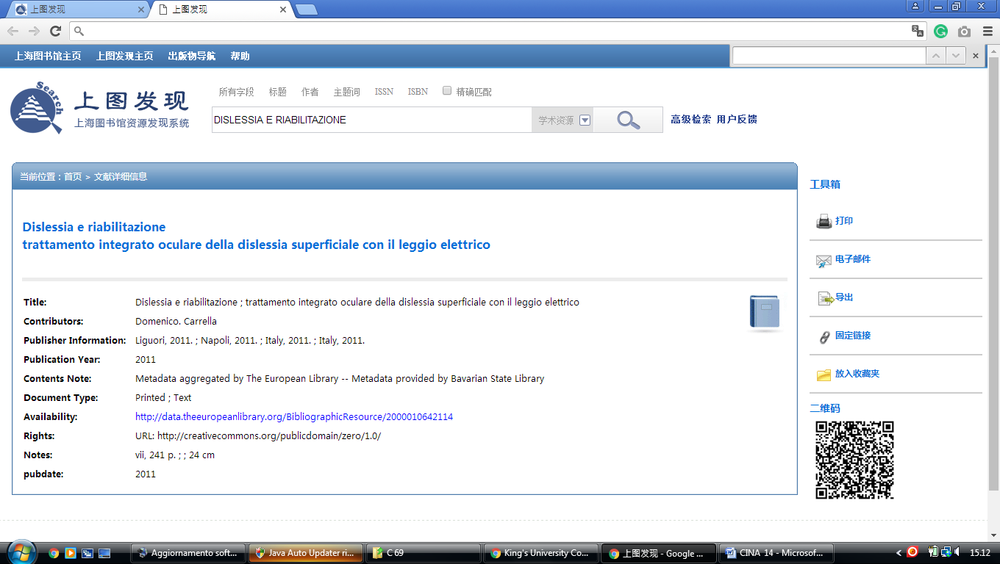 上图发现
上图发现
上海图书馆主页 上图发现主页 出版物导航 帮助
Search
上图发现
上海图书馆资源发现系统
所有字段 标题 作者 主题词 ISSN ISBN 精确匹配
DISLESSIA E RIABILITAZIONE 学术资源 高级检索 用户反馈
当前位置：首页 > 文献详细信息
Dislessia e riabilitazione
trattamento integrato oculare della dislessia superficiale con il leggio elettrico
Title: Dislessia e riabilitazione ; trattamento integrato oculare della dislessia superficiale con il leggio elettrico
Contributors: Domenico. Carrella
Publisher Information: Liguori, 2011. ; Napoli, 2011. ; Italy, 2011. ; Italy, 2011.
Publication Year: 2011
Contents Note: Metadata aggregated by The European Library -- Metadata provided by Bavarian State Library
Document Type: Printed ; Text
Availability: http://data.theeuropeanlibrary.org/BibliographicResource/2000010642114
Rights: URL: http://creativecommons.org/publicdomain/zero/1.0/
Notes: vii, 241 p. ; ; 24 cm
pubdate: 2011
工具箱
打印
电子邮件
导出
固定链接
放入收藏夹
二维码
Aggiornamento soft... Java Auto Updater ri... C 69 King's University Co... 上图发现 - Google ... CINA 14 - Microsof... 15.12